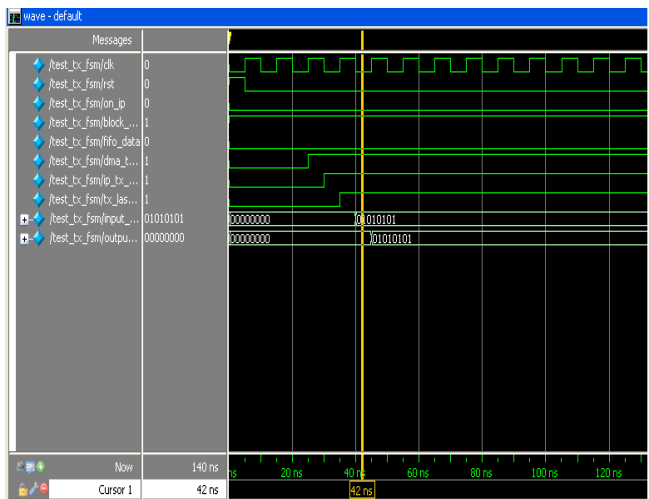 wave - default
Messages
/test_tx_fsm/clk 0
/test_tx_fsm/rst 0
/test_tx_fsm/on_ip 0
/test_tx_fsm/block_... 1
/test_tx_fsm/fifo_data 0
/test_tx_fsm/dma_t... 1
/test_tx_fsm/ip_tx_... 1
/test_tx_fsm/tx_las... 1
/test_tx_fsm/input_... 01010101 00000000 01010101
/test_tx_fsm/outpu... 00000000 00000000 01010101
Now 140 ns ns 20 ns 40 ns 60 ns 80 ns 100 ns 120 ns
Cursor 1 42 ns 42 ns